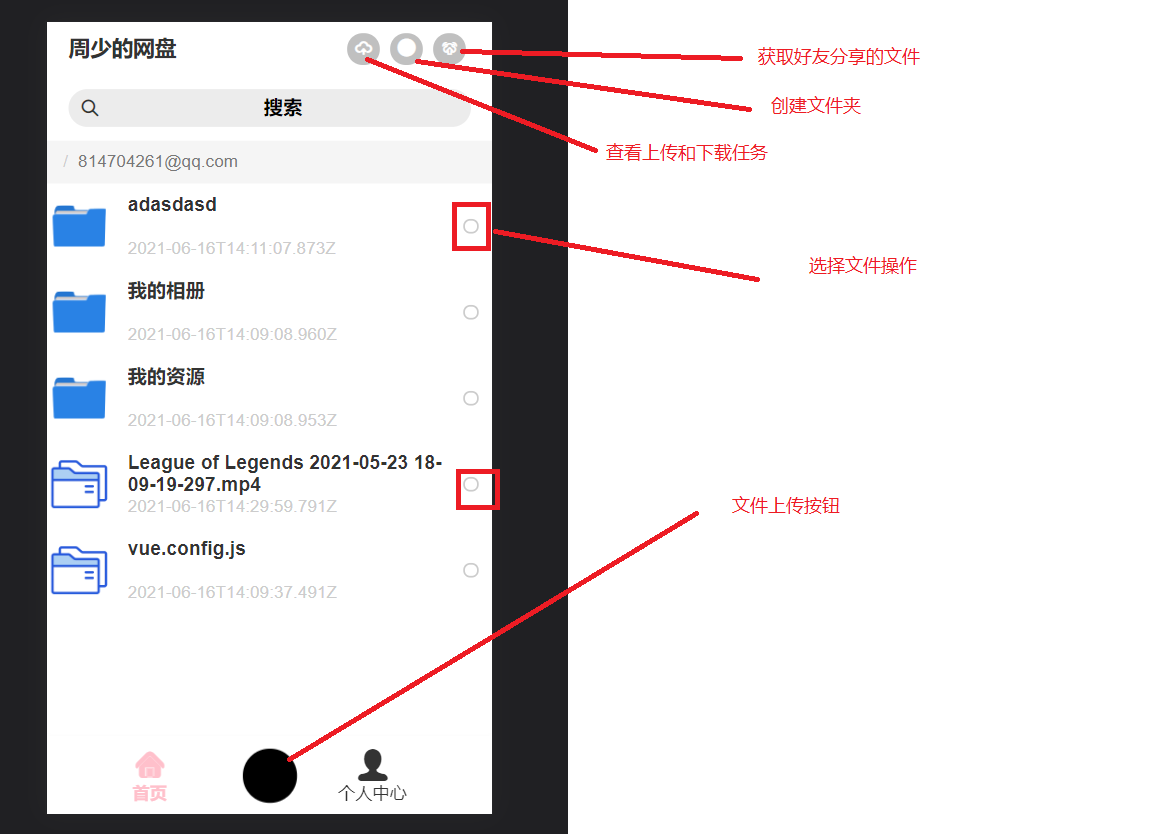 周少的网盘
获取好友分享的文件
搜索
创建文件夹
查看上传和下载任务
/ 814704261@qq.com
adasdasd
2021-06-16T14:11:07.873Z
选择文件操作
我的相册
2021-06-16T14:09:08.960Z
我的资源
2021-06-16T14:09:08.953Z
League of Legends 2021-05-23 18-
09-19-297.mp4
2021-06-16T14:29:59.791Z
文件上传按钮
vue.config.js
2021-06-16T14:09:37.491Z
首页
个人中心